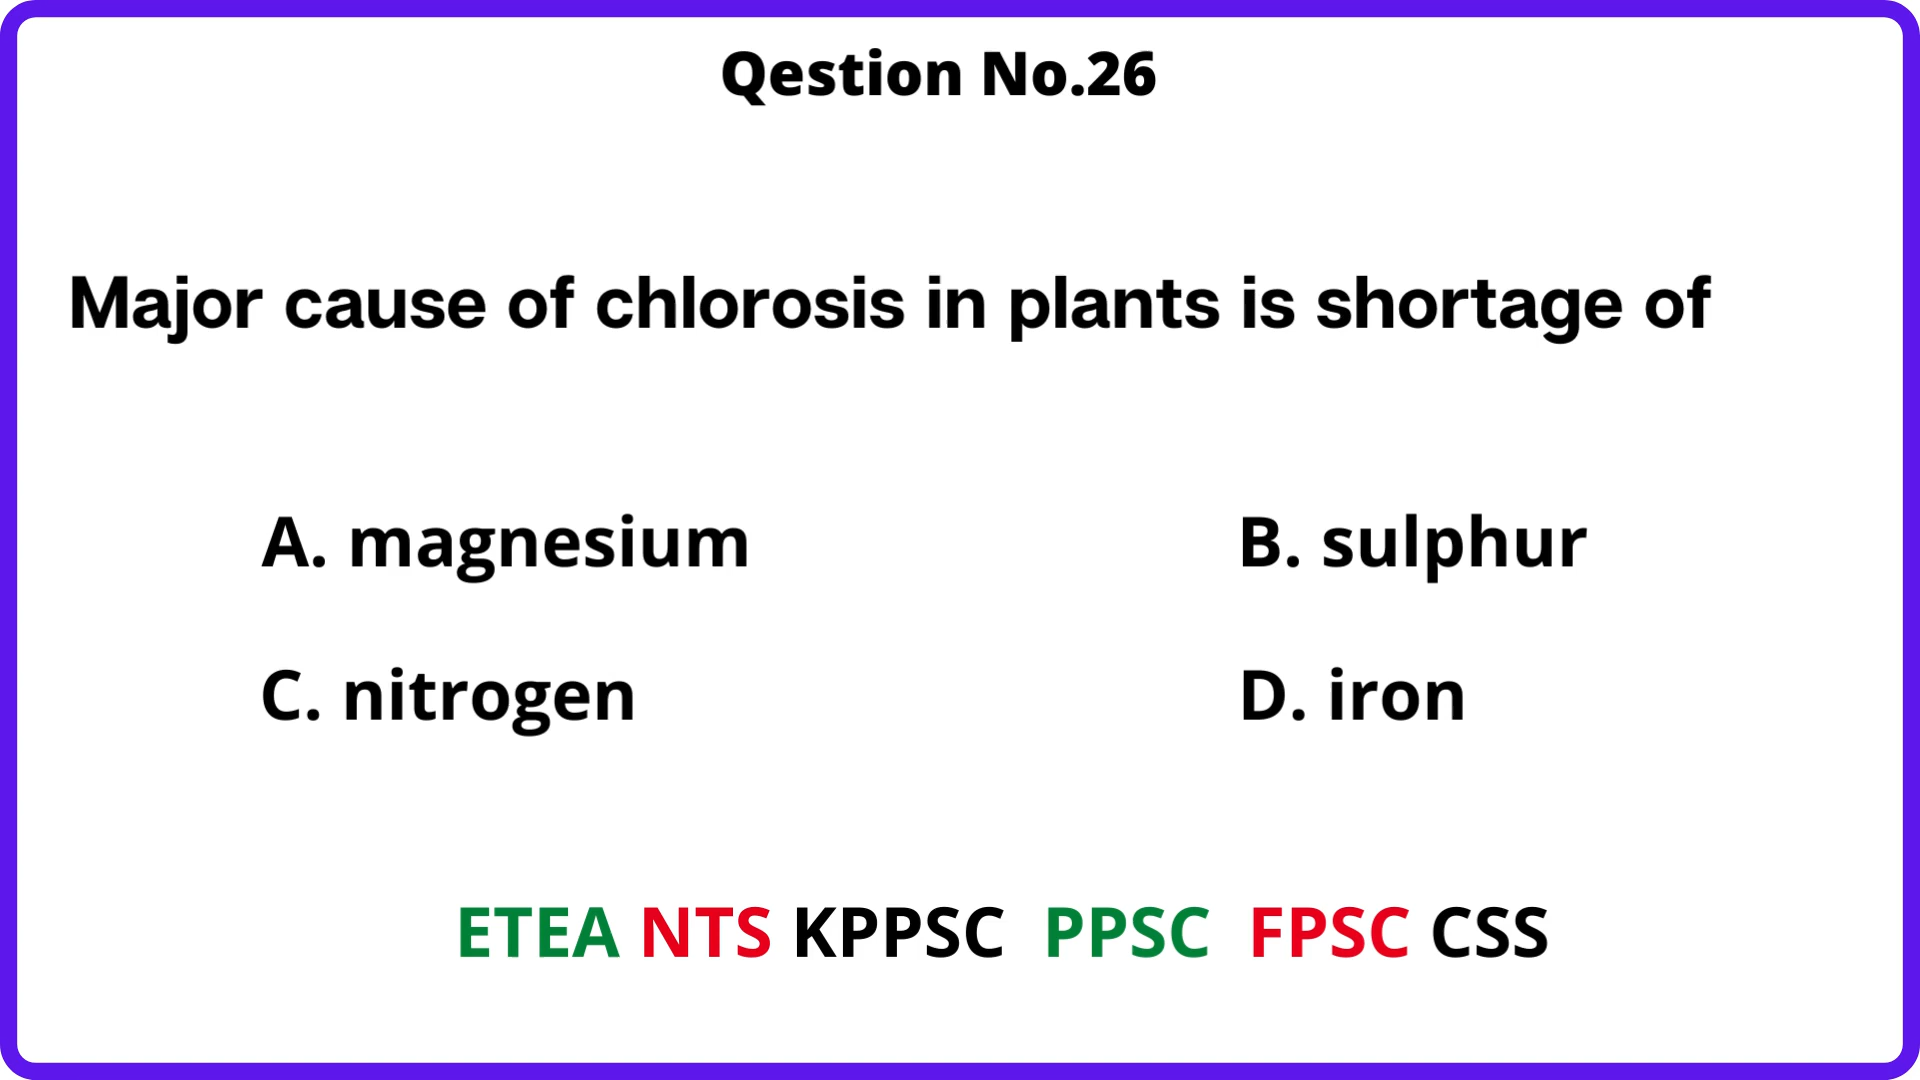 Qestion No.26
Major cause of chlorosis in plants is shortage of
A. magnesium
B. sulphur
C. nitrogen
D. iron
ETEA NTS KPPSC PPSC FPSC CSS